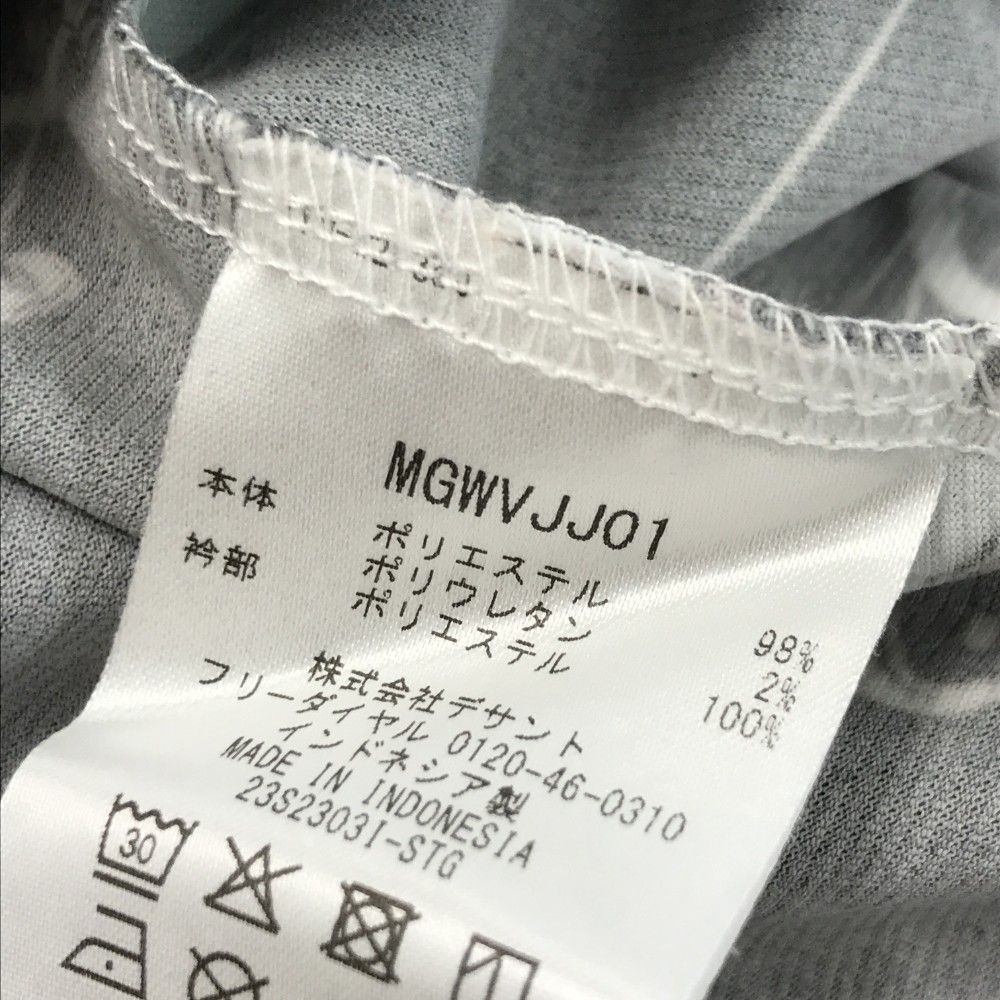 MGWVJJ01
本体 ポリエステル 98%
ポリウレタン 2%
衿部 ポリエステル 100%
株式会社デサント
フリーダイヤル 0120-46-0310
インドネシア製
MADE IN INDONESIA
23S2303I-STG
30